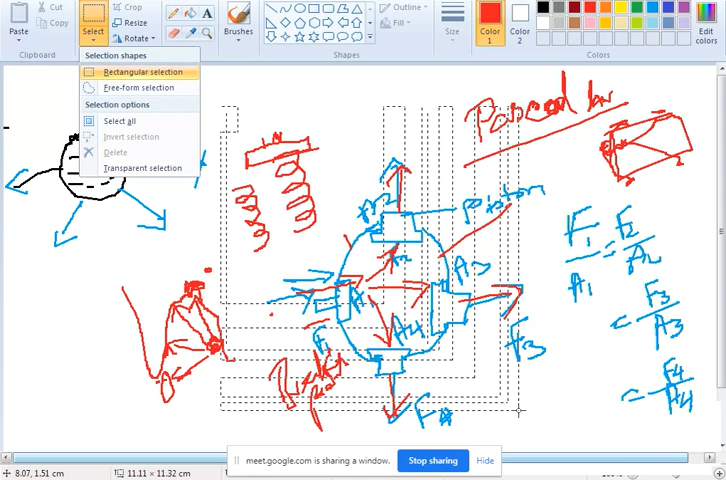 Cut
Copy
Paste
Clipboard
Select
Crop
Resize
Rotate
A
Brushes
Outline
Fill
Shapes
Size
Color 1
Color 2
Edit colors
Colors
Selection shapes
Rectangular selection
Free-form selection
Selection options
Select all
Invert selection
Delete
Transparent selection
piston
A3
F3
F1/A1 = F2/A2
= F3/A3
= F4/A4
A4
meet.google.com is sharing a window.
Stop sharing
Hide
8.07, 1.51 cm
11.11 × 11.32 cm